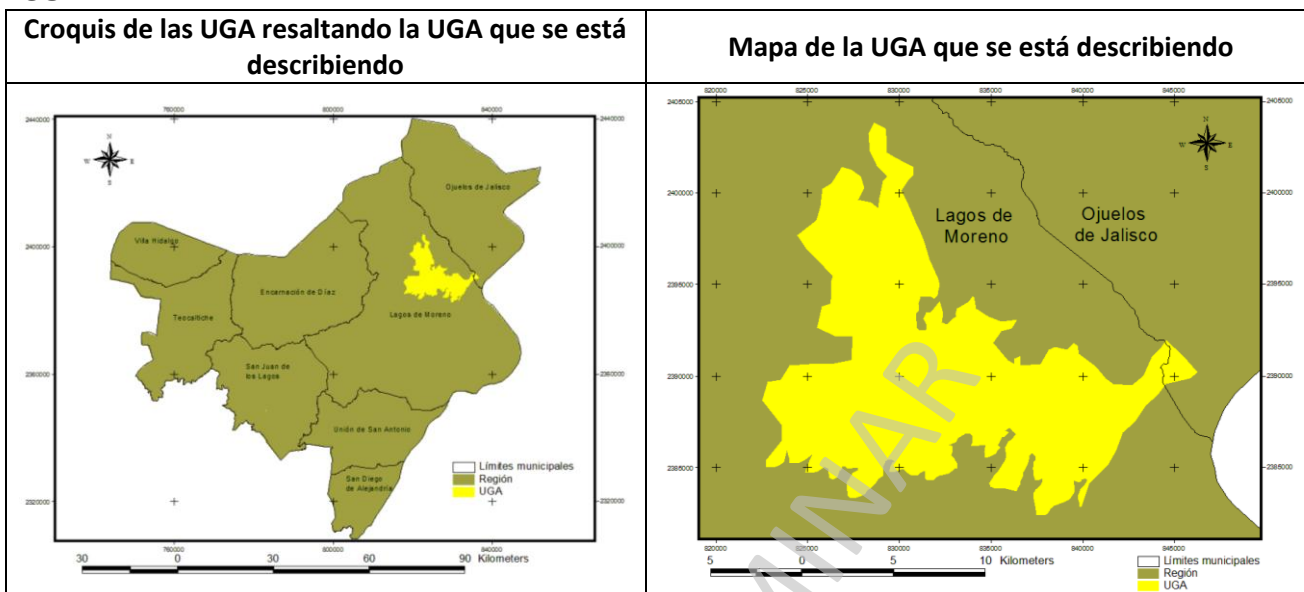 Croquis de las UGA resaltando la UGA que se está
describiendo
Mapa de la UGA que se está describiendo
760000
800000
840000
2440000
2440000
N
W
E
S
Ojuelos de Jalisco
Villa Hidalgo
2400000
2400000
Encarnación de Díaz
Teocaltiche
Lagos de Moreno
San Juan de
los Lagos
2360000
2360000
Unión de San Antonio
San Diego
de Alejandría
Límites municipales
Región
UGA
2320000
2320000
760000
800000
840000
30
0
30
60
90 Kilometers
820000
825000
830000
835000
840000
845000
2405000
2405000
N
W
E
S
2400000
2400000
Lagos de
Moreno
Ojuelos
de Jalisco
2395000
2395000
2390000
2390000
2385000
2385000
MINAR
820000
825000
830000
835000
840000
845000
5
0
5
10 Kilometers
Límites municipales
Región
UGA